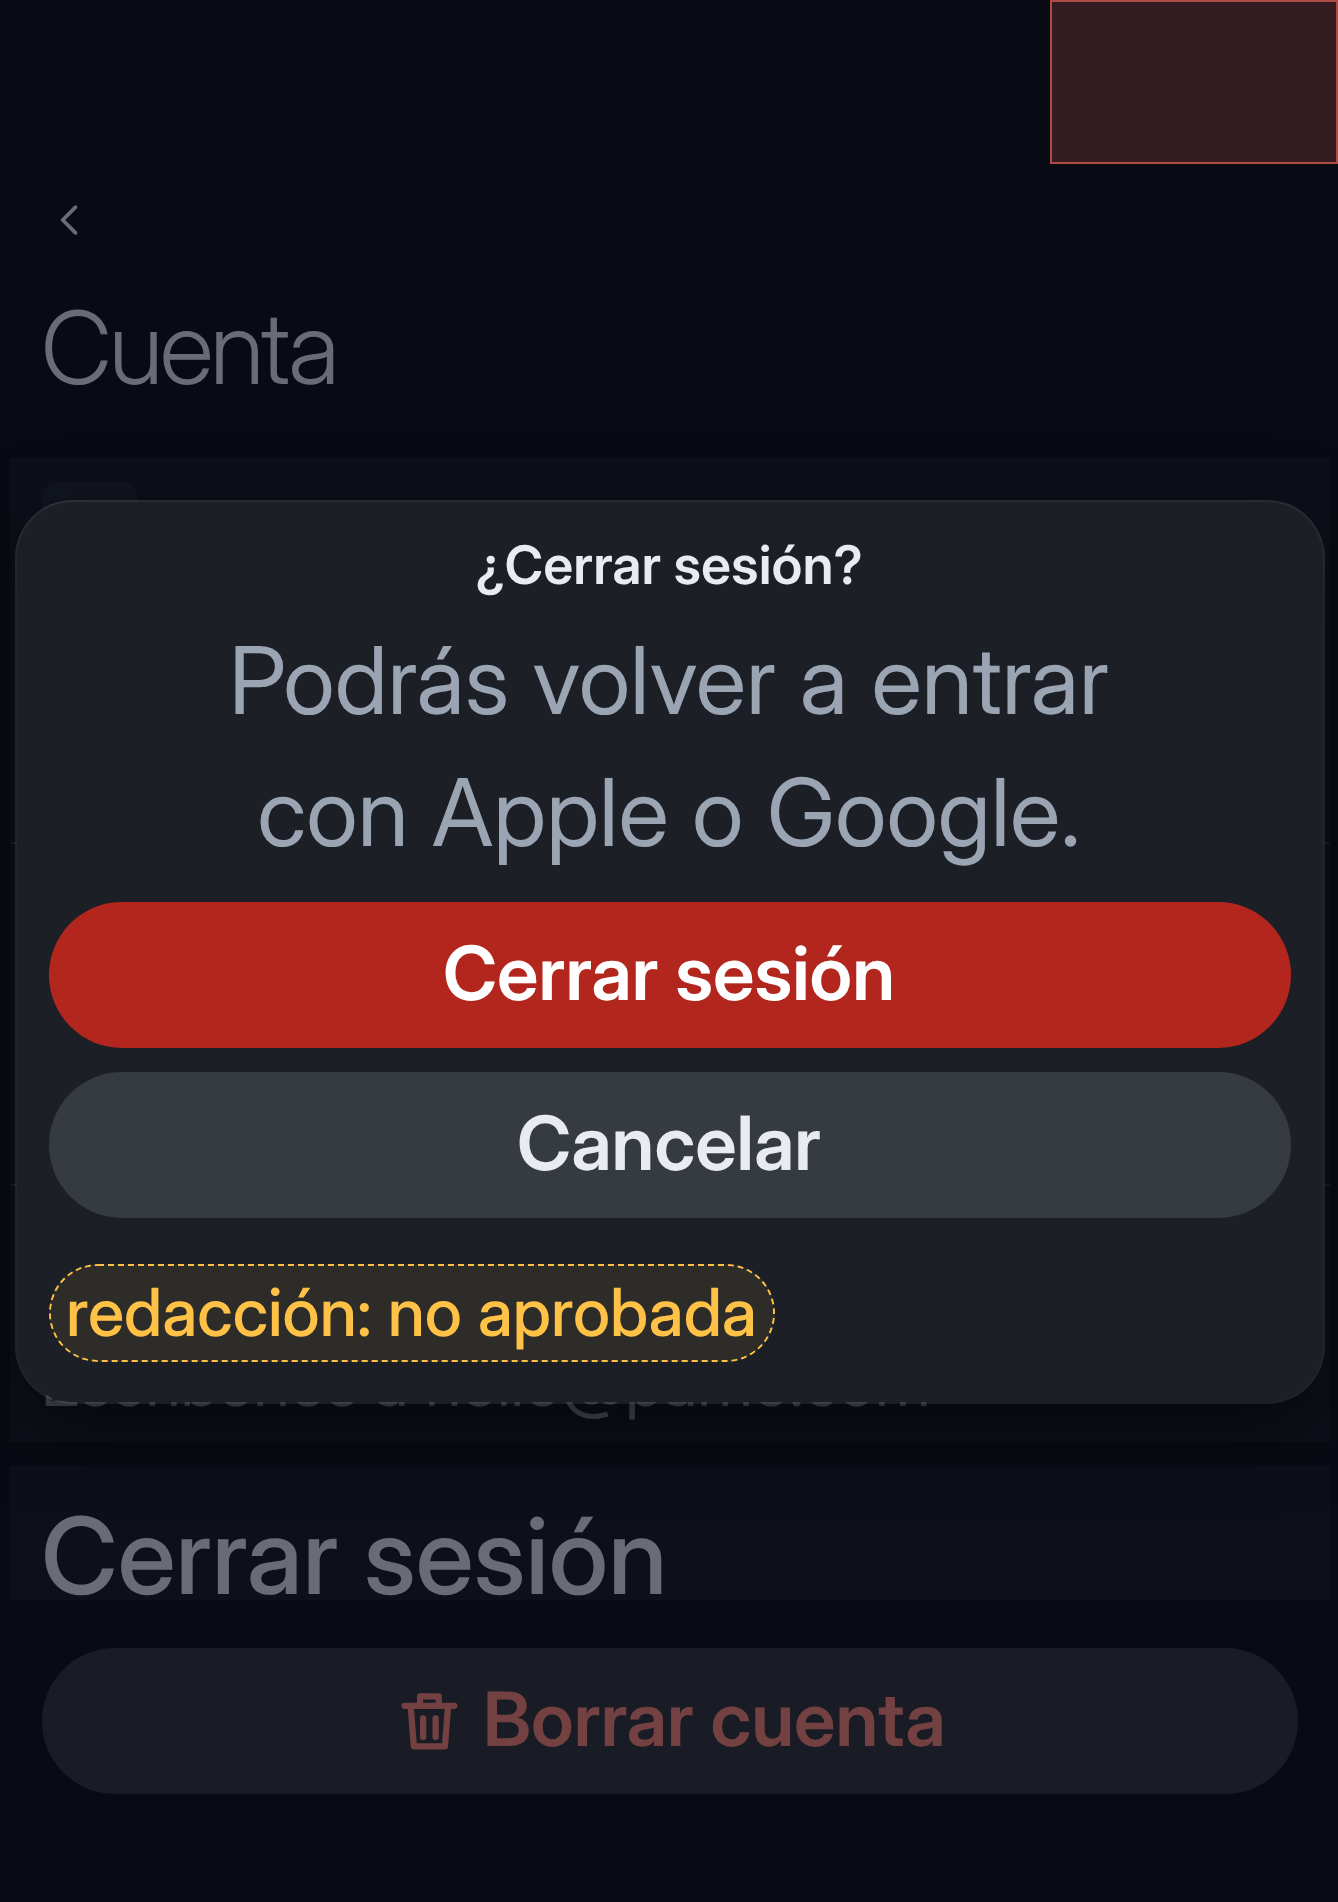 Cuenta
¿Cerrar sesión?
Podrás volver a entrar
con Apple o Google.
Cerrar sesión
Cancelar
redacción: no aprobada
Cerrar sesión
Borrar cuenta